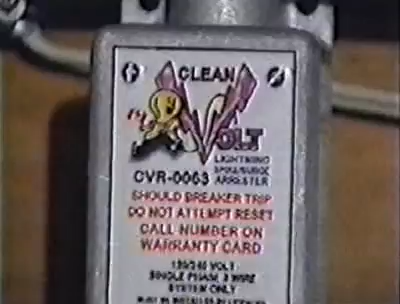 CLEAN
VOLT
LIGHTNING
SPIKE/SURGE
CVR-0063 ARRESTER
SHOULD BREAKER TRIP
DO NOT ATTEMPT RESET
CALL NUMBER ON
WARRANTY CARD
120/240 VOLT
SINGLE PHASE, 3 WIRE
SYSTEM ONLY